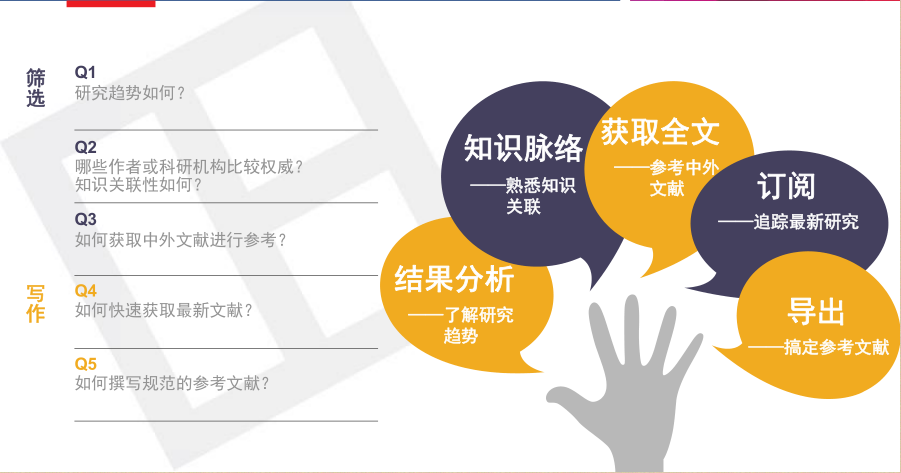 筛选
Q1
研究趋势如何?
Q2
哪些作者或科研机构比较权威?
知识关联性如何?
Q3
如何获取中外文献进行参考?
写作
Q4
如何快速获取最新文献?
Q5
如何撰写规范的参考文献?
结果分析
——了解研究
趋势
知识脉络
——熟悉知识
关联
获取全文
——参考中外
文献
订阅
——追踪最新研究
导出
——搞定参考文献